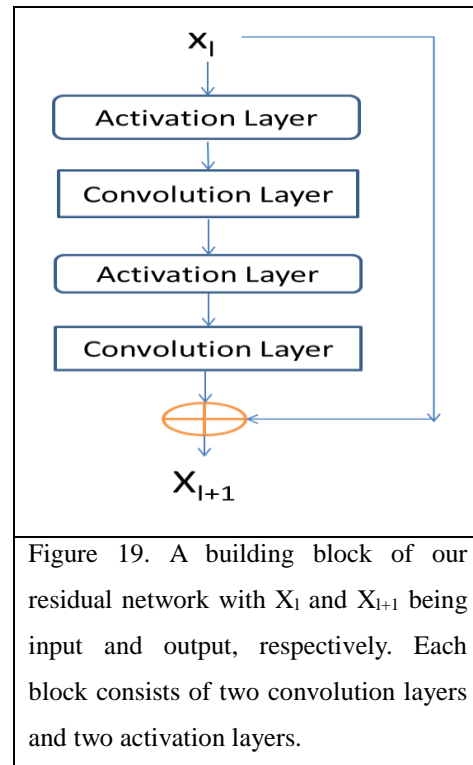 x_l
Activation Layer
Convolution Layer
Activation Layer
Convolution Layer
X_{l+1}
Figure 19. A building block of our
residual network with X_l and X_{l+1} being
input and output, respectively. Each
block consists of two convolution layers
and two activation layers.